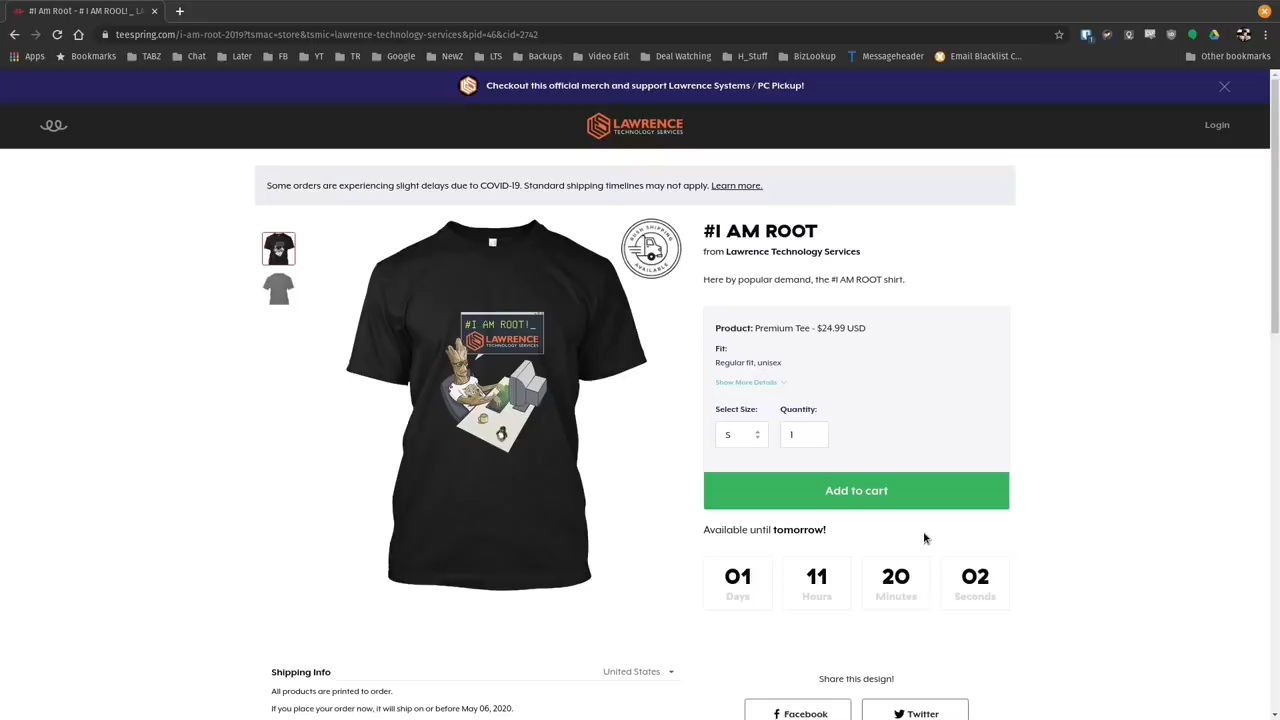 #I Am Root - # I AM ROOT! _ LA
teespring.com/i-am-root-2019?tsmac=store&tsmic=lawrence-technology-services&pid=46&cid=2742
Apps Bookmarks TABZ Chat Later FB YT TR Google NewZ LTS Backups Video Edit Deal Watching H_Stuff BizLookup Messageheader Email Blacklist C... Other bookmarks
Checkout this official merch and support Lawrence Systems / PC Pickup!
LAWRENCE
TECHNOLOGY SERVICES
Login
Some orders are experiencing slight delays due to COVID-19. Standard shipping timelines may not apply. Learn more.
RUSH SHIPPING
AVAILABLE
#I AM ROOT!_
LAWRENCE
TECHNOLOGY SERVICES
#I AM ROOT
from Lawrence Technology Services
Here by popular demand, the #I AM ROOT shirt.
Product: Premium Tee - $24.99 USD
Fit:
Regular fit, unisex
Show More Details
Select Size: Quantity:
S 1
Add to cart
Available until tomorrow!
01 11 20 02
Days Hours Minutes Seconds
Shipping Info United States
All products are printed to order.
If you place your order now, it will ship on or before May 06, 2020.
Share this design!
Facebook Twitter